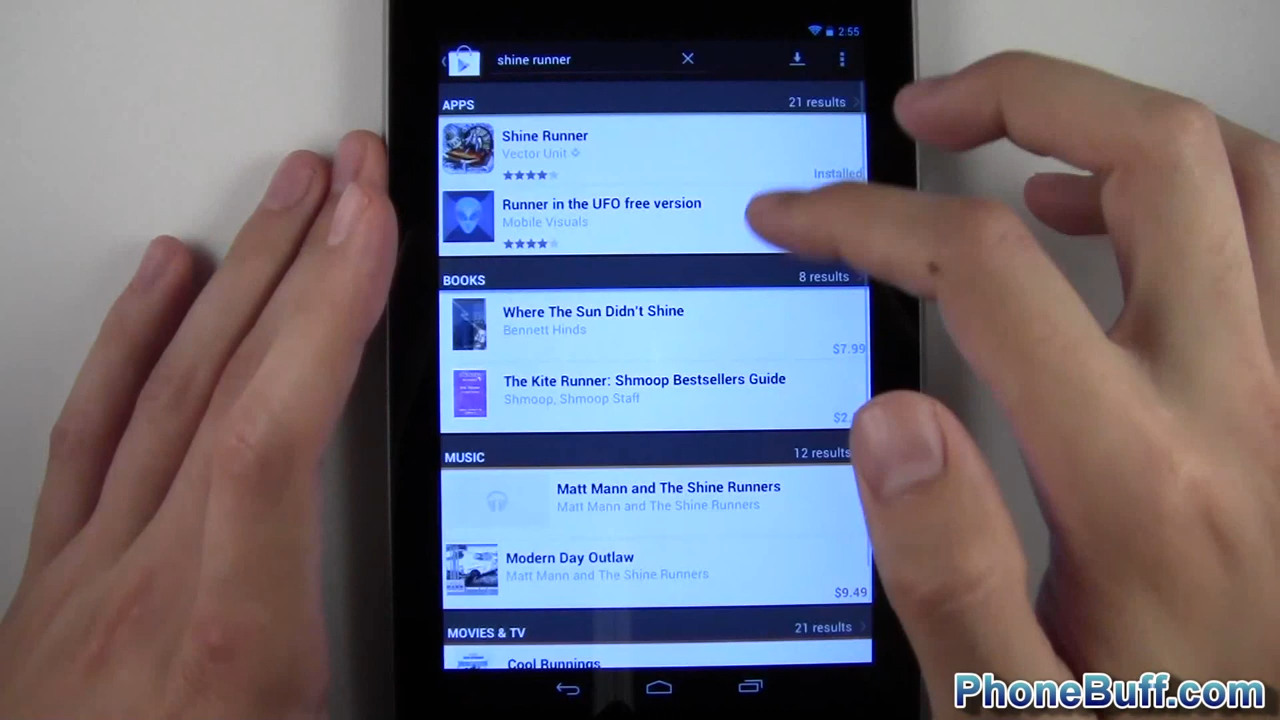 2:55
shine runner
APPS
21 results
Shine Runner
Vector Unit
Installed
Runner in the UFO free version
Mobile Visuals
BOOKS
8 results
Where The Sun Didn't Shine
Bennett Hinds
$7.99
The Kite Runner: Shmoop Bestsellers Guide
Shmoop, Shmoop Staff
$2.
MUSIC
12 results
Matt Mann and The Shine Runners
Matt Mann and The Shine Runners
Modern Day Outlaw
Matt Mann and The Shine Runners
$9.49
MOVIES & TV
21 results
Cool Runnings
PhoneBuff.com